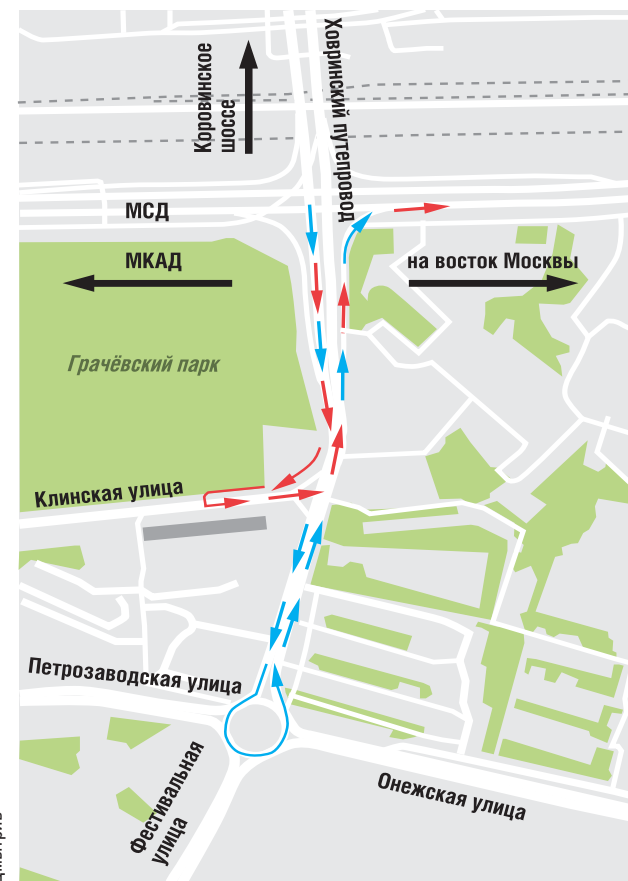 Коровинское
шоссе
Ховринский путепровод
МСД
МКАД
на восток Москвы
Грачёвский парк
Клинская улица
Петрозаводская улица
Онежская улица
Фестивальная
улица